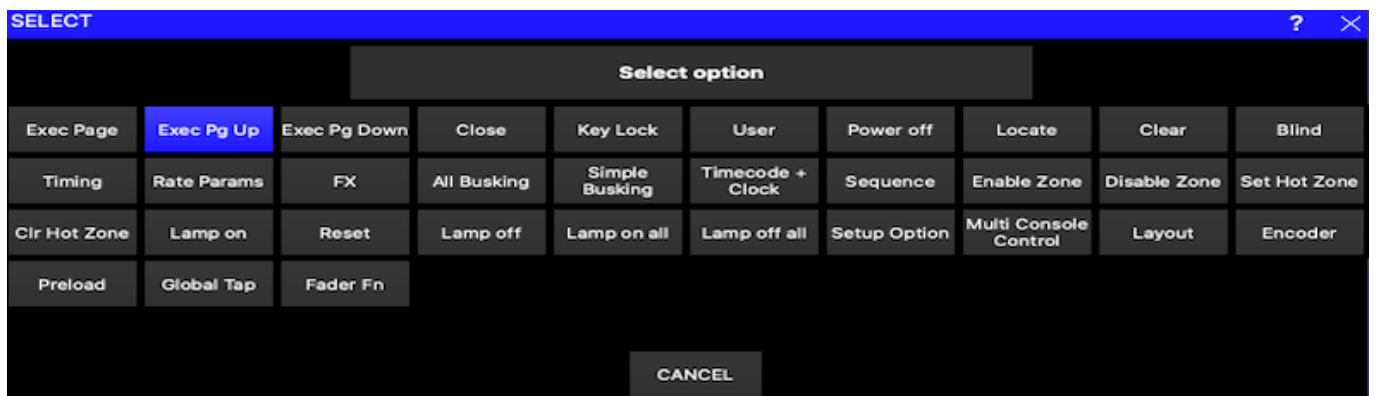 SELECT ?
Select option
Exec Page Exec Pg Up Exec Pg Down Close Key Lock User Power off Locate Clear Blind
Timing Rate Params FX All Busking Simple Busking Timecode + Clock Sequence Enable Zone Disable Zone Set Hot Zone
Clr Hot Zone Lamp on Reset Lamp off Lamp on all Lamp off all Setup Option Multi Console Control Layout Encoder
Preload Global Tap Fader Fn
CANCEL